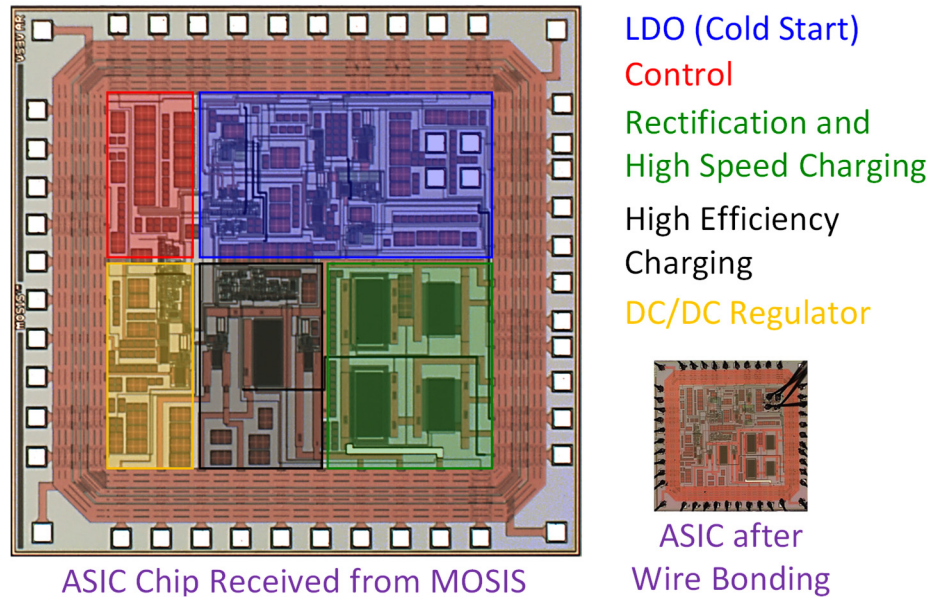 LDO (Cold Start)
Control
Rectification and
High Speed Charging
High Efficiency
Charging
DC/DC Regulator
MOSIS
ASIC Chip Received from MOSIS
ASIC after
Wire Bonding